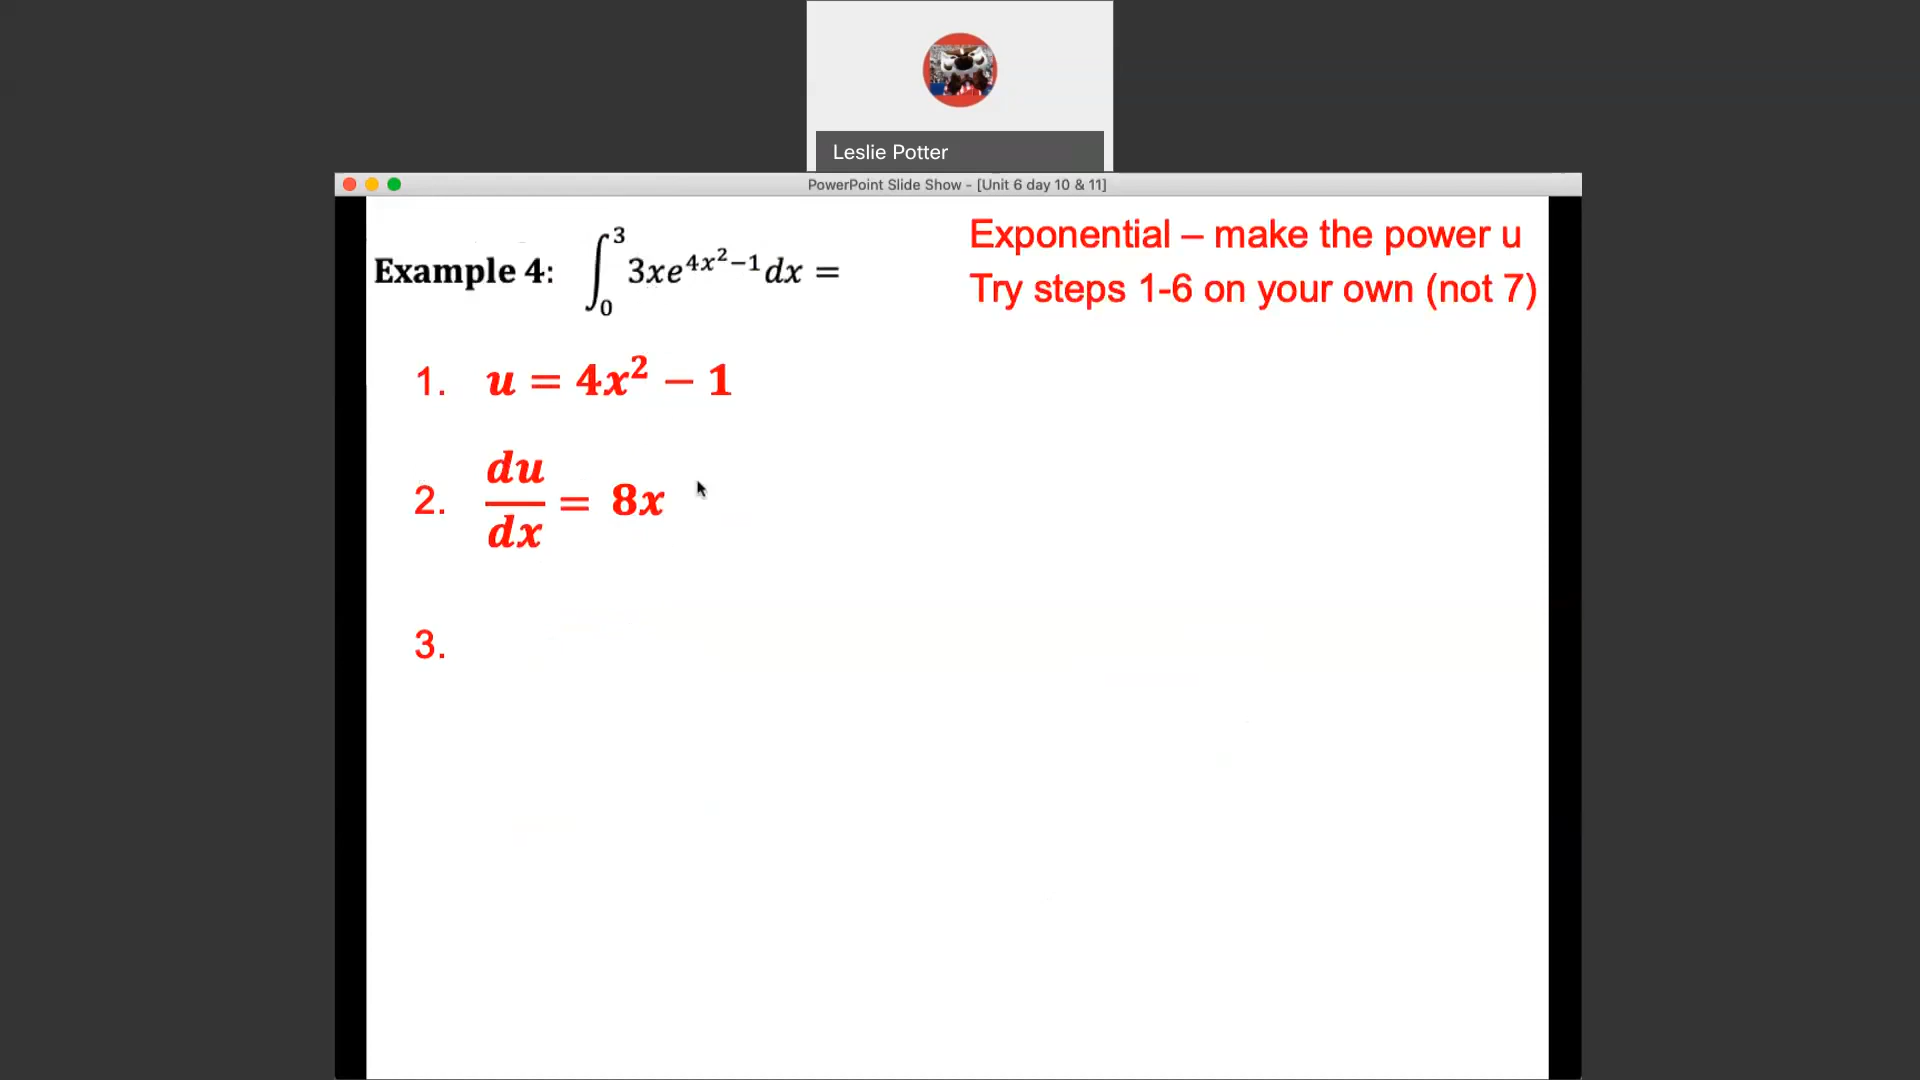 Leslie Potter
PowerPoint Slide Show - [Unit 6 day 10 & 11]
Example 4: ∫₀³ 3xe^{4x²−1}dx =
Exponential – make the power u
Try steps 1-6 on your own (not 7)
1. u = 4x² − 1
2. du/dx = 8x
3.